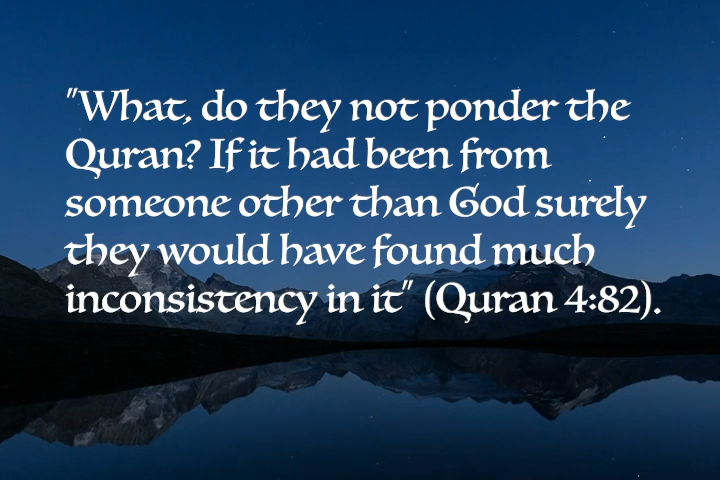 "What, do they not ponder the
Quran? If it had been from
someone other than God surely
they would have found much
inconsistency in it" (Quran 4:82).